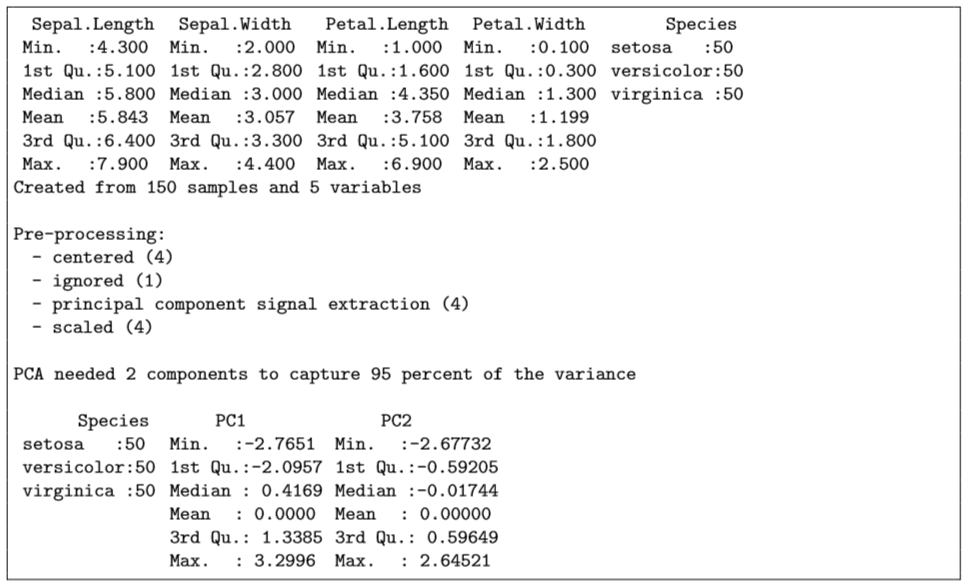 Sepal.Length  Sepal.Width  Petal.Length  Petal.Width       Species
 Min.   :4.300  Min.   :2.000  Min.   :1.000  Min.   :0.100  setosa    :50
 1st Qu.:5.100  1st Qu.:2.800  1st Qu.:1.600  1st Qu.:0.300  versicolor:50
 Median :5.800  Median :3.000  Median :4.350  Median :1.300  virginica :50
 Mean   :5.843  Mean   :3.057  Mean   :3.758  Mean   :1.199
 3rd Qu.:6.400  3rd Qu.:3.300  3rd Qu.:5.100  3rd Qu.:1.800
 Max.   :7.900  Max.   :4.400  Max.   :6.900  Max.   :2.500
Created from 150 samples and 5 variables

Pre-processing:
  - centered (4)
  - ignored (1)
  - principal component signal extraction (4)
  - scaled (4)

PCA needed 2 components to capture 95 percent of the variance

      Species       PC1               PC2
 setosa    :50  Min.   :-2.7651  Min.   :-2.67732
 versicolor:50  1st Qu.:-2.0957  1st Qu.:-0.59205
 virginica :50  Median : 0.4169  Median :-0.01744
                Mean   : 0.0000  Mean   : 0.00000
                3rd Qu.: 1.3385  3rd Qu.: 0.59649
                Max.   : 3.2996  Max.   : 2.64521